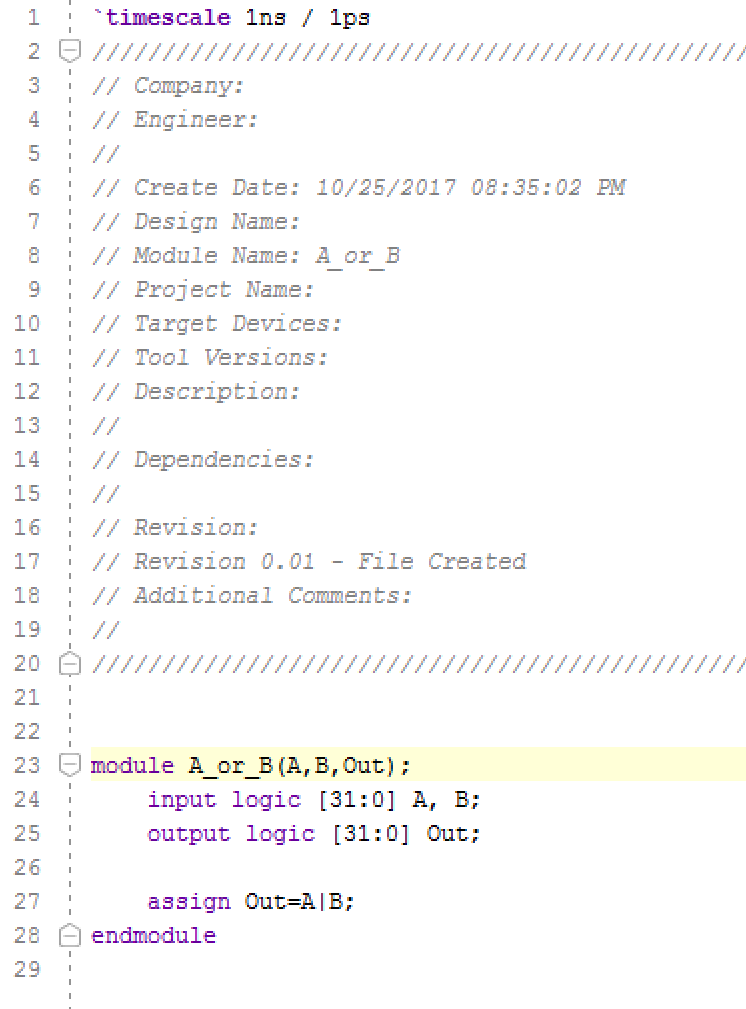 1 `timescale 1ns / 1ps
2 ///////////////////////////////////////////////
3 // Company:
4 // Engineer:
5 //
6 // Create Date: 10/25/2017 08:35:02 PM
7 // Design Name:
8 // Module Name: A_or_B
9 // Project Name:
10 // Target Devices:
11 // Tool Versions:
12 // Description:
13 //
14 // Dependencies:
15 //
16 // Revision:
17 // Revision 0.01 - File Created
18 // Additional Comments:
19 //
20 ///////////////////////////////////////////////
21
22
23 module A_or_B(A,B,Out);
24     input logic [31:0] A, B;
25     output logic [31:0] Out;
26
27     assign Out=A|B;
28 endmodule
29